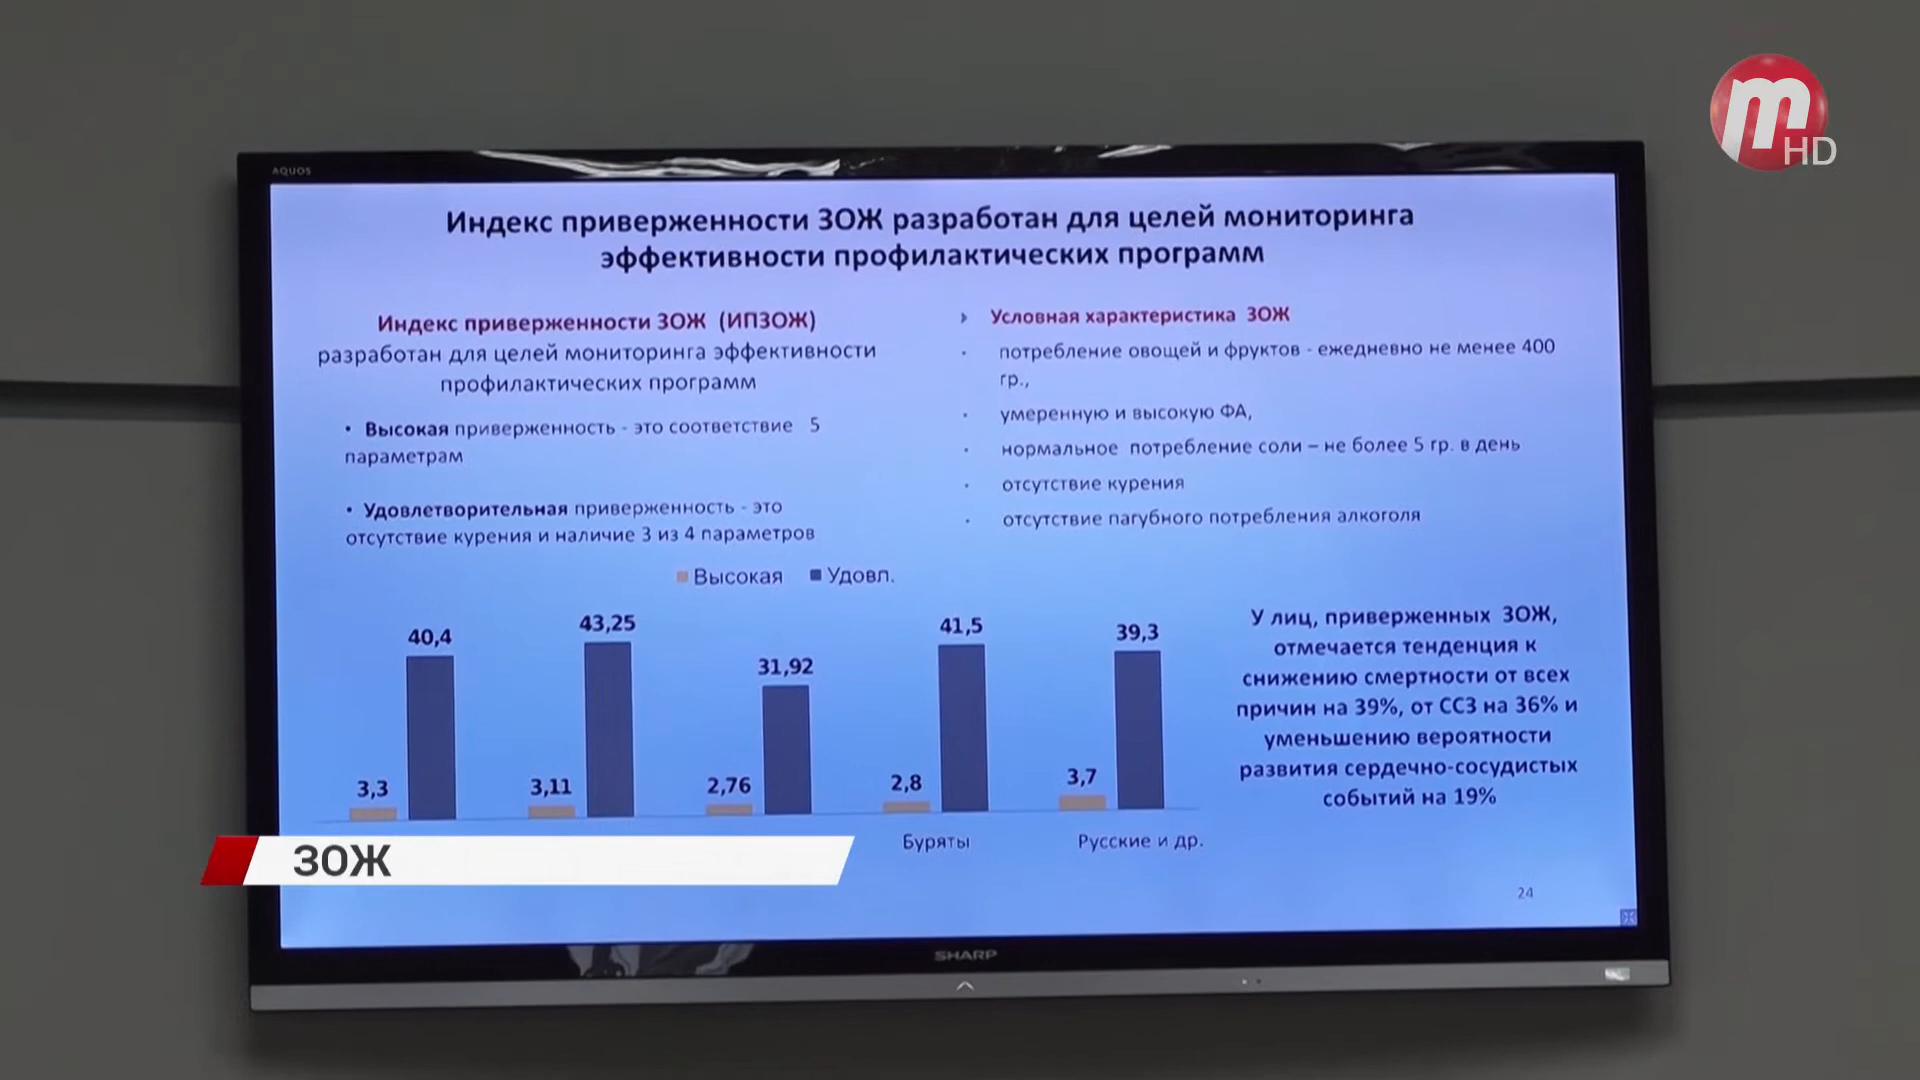 m HD
AQUOS
Индекс приверженности ЗОЖ разработан для целей мониторинга
эффективности профилактических программ
Индекс приверженности ЗОЖ (ИПЗОЖ)
разработан для целей мониторинга эффективности
профилактических программ
• Высокая приверженность - это соответствие 5
параметрам
• Удовлетворительная приверженность - это
отсутствие курения и наличие 3 из 4 параметров
Условная характеристика ЗОЖ
потребление овощей и фруктов - ежедневно не менее 400
гр.,
умеренную и высокую ФА,
нормальное потребление соли – не более 5 гр. в день
отсутствие курения
отсутствие пагубного потребления алкоголя
Высокая Удовл.
3,3 40,4
3,11 43,25
2,76 31,92
2,8 41,5
3,7 39,3
Буряты Русские и др.
У лиц, приверженных ЗОЖ,
отмечается тенденция к
снижению смертности от всех
причин на 39%, от ССЗ на 36% и
уменьшению вероятности
развития сердечно-сосудистых
событий на 19%
24
ЗОЖ
SHARP